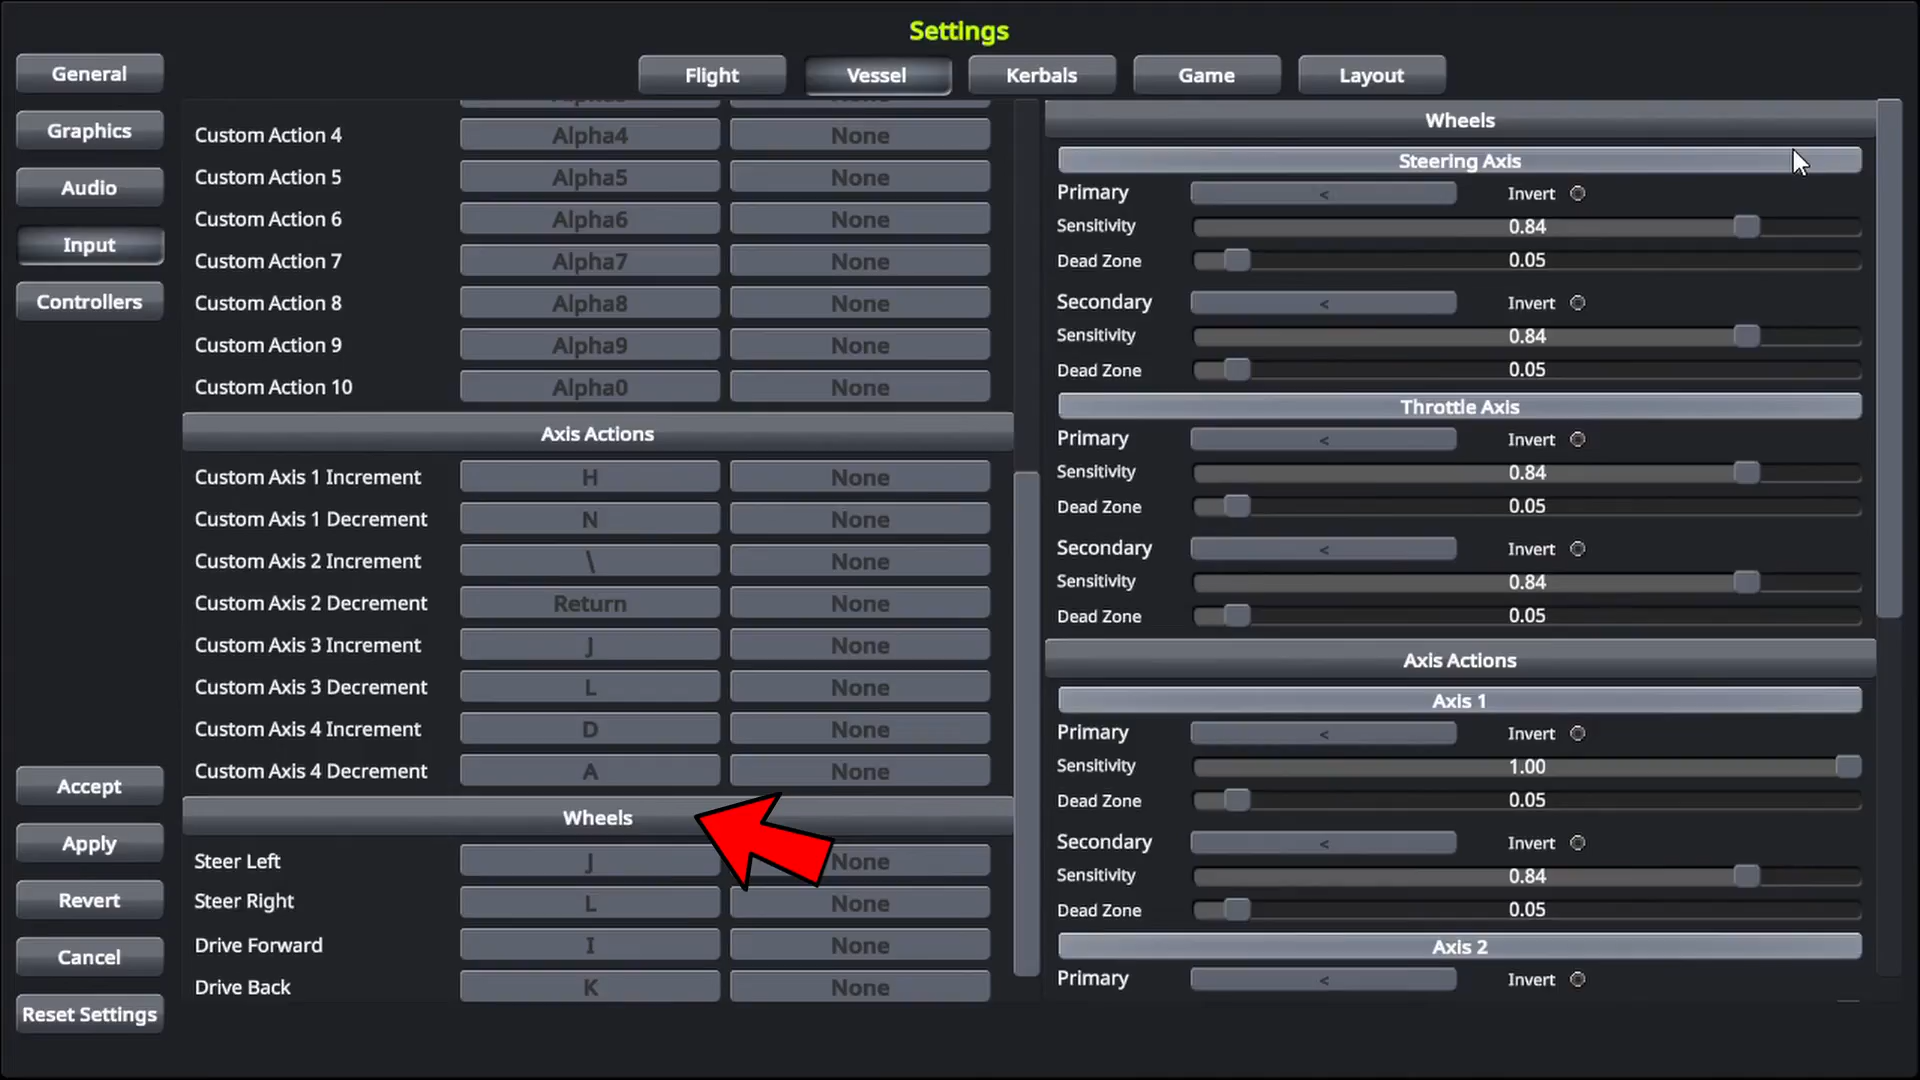 Settings
General
Graphics
Audio
Input
Controllers
Accept
Apply
Revert
Cancel
Reset Settings
Flight
Vessel
Kerbals
Game
Layout
Custom Action 4 Alpha4 None
Custom Action 5 Alpha5 None
Custom Action 6 Alpha6 None
Custom Action 7 Alpha7 None
Custom Action 8 Alpha8 None
Custom Action 9 Alpha9 None
Custom Action 10 Alpha0 None
Axis Actions
Custom Axis 1 Increment H None
Custom Axis 1 Decrement N None
Custom Axis 2 Increment \ None
Custom Axis 2 Decrement Return None
Custom Axis 3 Increment J None
Custom Axis 3 Decrement L None
Custom Axis 4 Increment D None
Custom Axis 4 Decrement A None
Wheels
Steer Left J None
Steer Right L None
Drive Forward I None
Drive Back K None
Wheels
Steering Axis
Primary < Invert
Sensitivity 0.84
Dead Zone 0.05
Secondary < Invert
Sensitivity 0.84
Dead Zone 0.05
Throttle Axis
Primary < Invert
Sensitivity 0.84
Dead Zone 0.05
Secondary < Invert
Sensitivity 0.84
Dead Zone 0.05
Axis Actions
Axis 1
Primary < Invert
Sensitivity 1.00
Dead Zone 0.05
Secondary < Invert
Sensitivity 0.84
Dead Zone 0.05
Axis 2
Primary < Invert